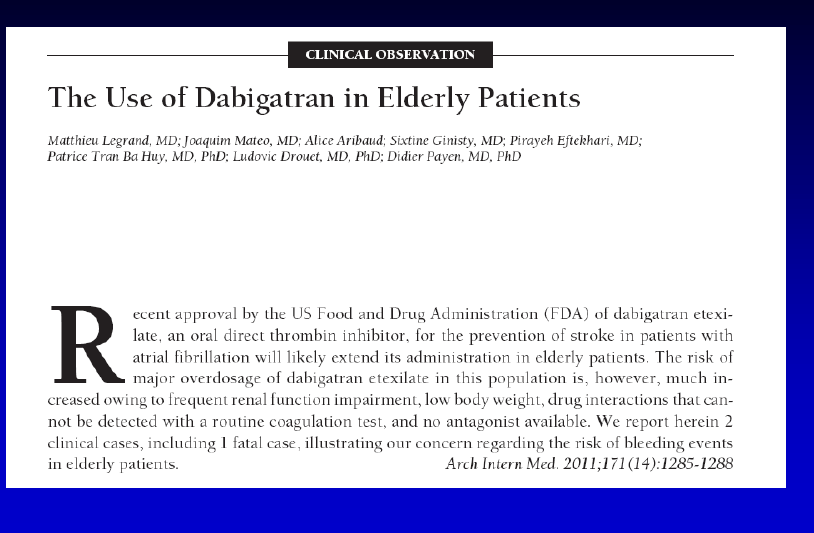 CLINICAL OBSERVATION
The Use of Dabigatran in Elderly Patients
Matthieu Legrand, MD; Joaquim Mateo, MD; Alice Aribaud; Sixtine Ginisty, MD; Pirayeh Eftekhari, MD;
Patrice Tran Ba Huy, MD, PhD; Ludovic Drouet, MD, PhD; Didier Payen, MD, PhD
Recent approval by the US Food and Drug Administration (FDA) of dabigatran etexi-
late, an oral direct thrombin inhibitor, for the prevention of stroke in patients with
atrial fibrillation will likely extend its administration in elderly patients. The risk of
major overdosage of dabigatran etexilate in this population is, however, much in-
creased owing to frequent renal function impairment, low body weight, drug interactions that can-
not be detected with a routine coagulation test, and no antagonist available. We report herein 2
clinical cases, including 1 fatal case, illustrating our concern regarding the risk of bleeding events
in elderly patients. Arch Intern Med. 2011;171(14):1285-1288